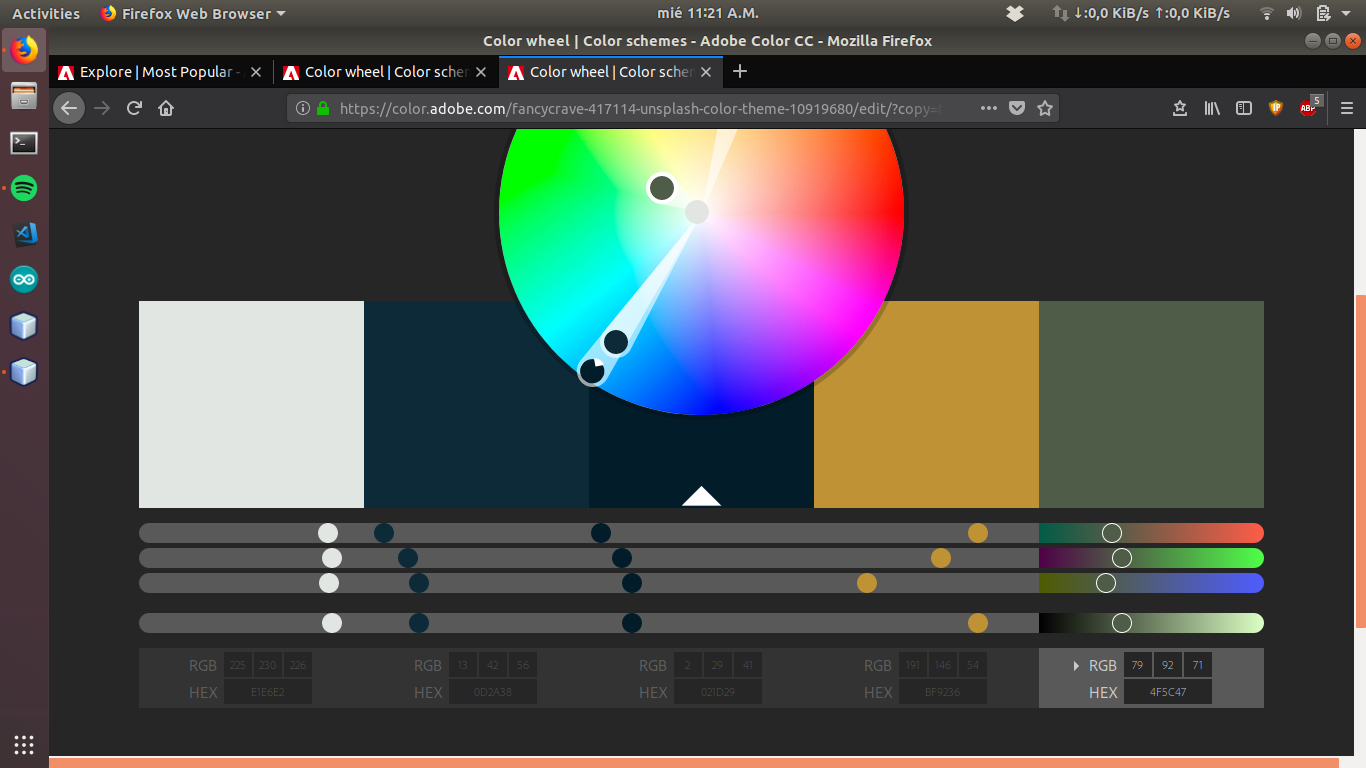 Activities Firefox Web Browser mié 11:21 A.M. ↓:0,0 KiB/s ↑:0,0 KiB/s
Color wheel | Color schemes - Adobe Color CC - Mozilla Firefox
Explore | Most Popular - Color wheel | Color schem Color wheel | Color schem
https://color.adobe.com/fancycrave-417114-unsplash-color-theme-10919680/edit/?copy= ABP 5
RGB 225 230 226 RGB 13 42 56 RGB 2 29 41 RGB 191 146 54 RGB 79 92 71
HEX E1E6E2 HEX 0D2A38 HEX 021D29 HEX BF9236 HEX 4F5C47